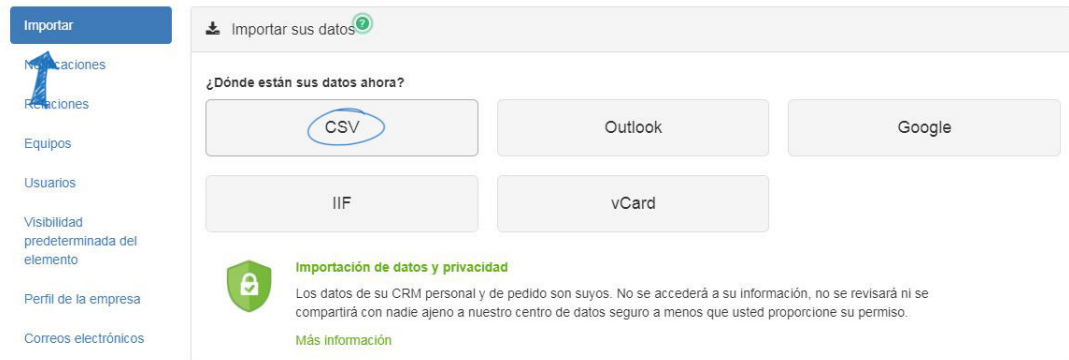 Importar
Notificaciones
Relaciones
Equipos
Usuarios
Visibilidad
predeterminada del
elemento
Perfil de la empresa
Correos electrónicos
Importar sus datos
?
¿Dónde están sus datos ahora?
CSV
Outlook
Google
IIF
vCard
Importación de datos y privacidad
Los datos de su CRM personal y de pedido son suyos. No se accederá a su información, no se revisará ni se
compartirá con nadie ajeno a nuestro centro de datos seguro a menos que usted proporcione su permiso.
Más información